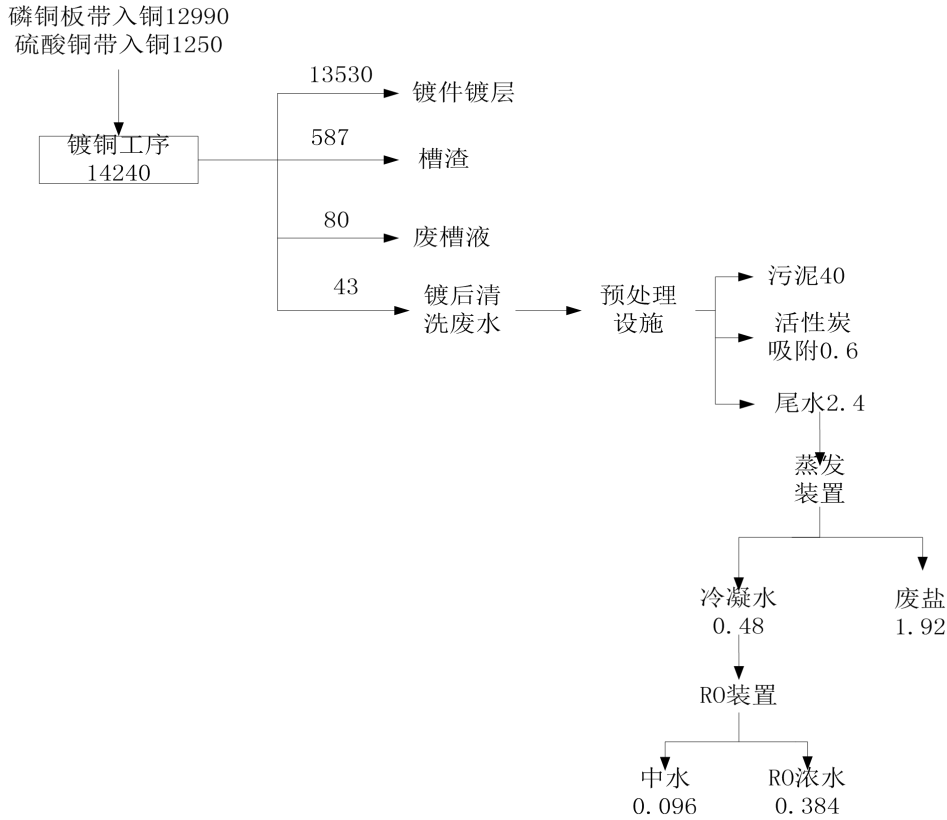 磷铜板带入铜12990
硫酸铜带入铜1250
镀铜工序
14240
13530
镀件镀层
587
槽渣
80
废槽液
43
镀后清
洗废水
预处理
设施
污泥40
活性炭
吸附0.6
尾水2.4
蒸发
装置
冷凝水
0.48
废盐
1.92
RO装置
中水
0.096
RO浓水
0.384